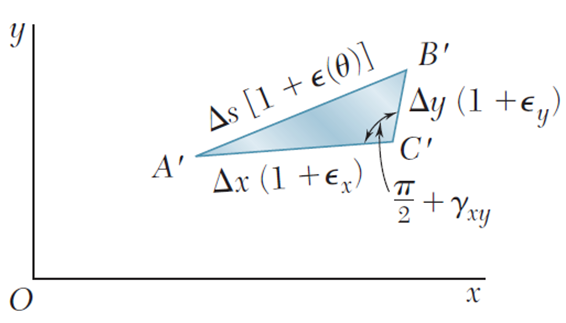 y
B'
Δs [1 + ϵ(θ)]
Δy (1 +ϵ_y)
C'
A'
Δx (1 +ϵ_x)
π/2 + γ_xy
O
x